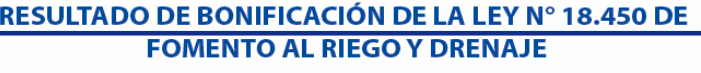 RESULTADO DE BONIFICACIÓN DE LA LEY N° 18.450 DE
FOMENTO AL RIEGO Y DRENAJE